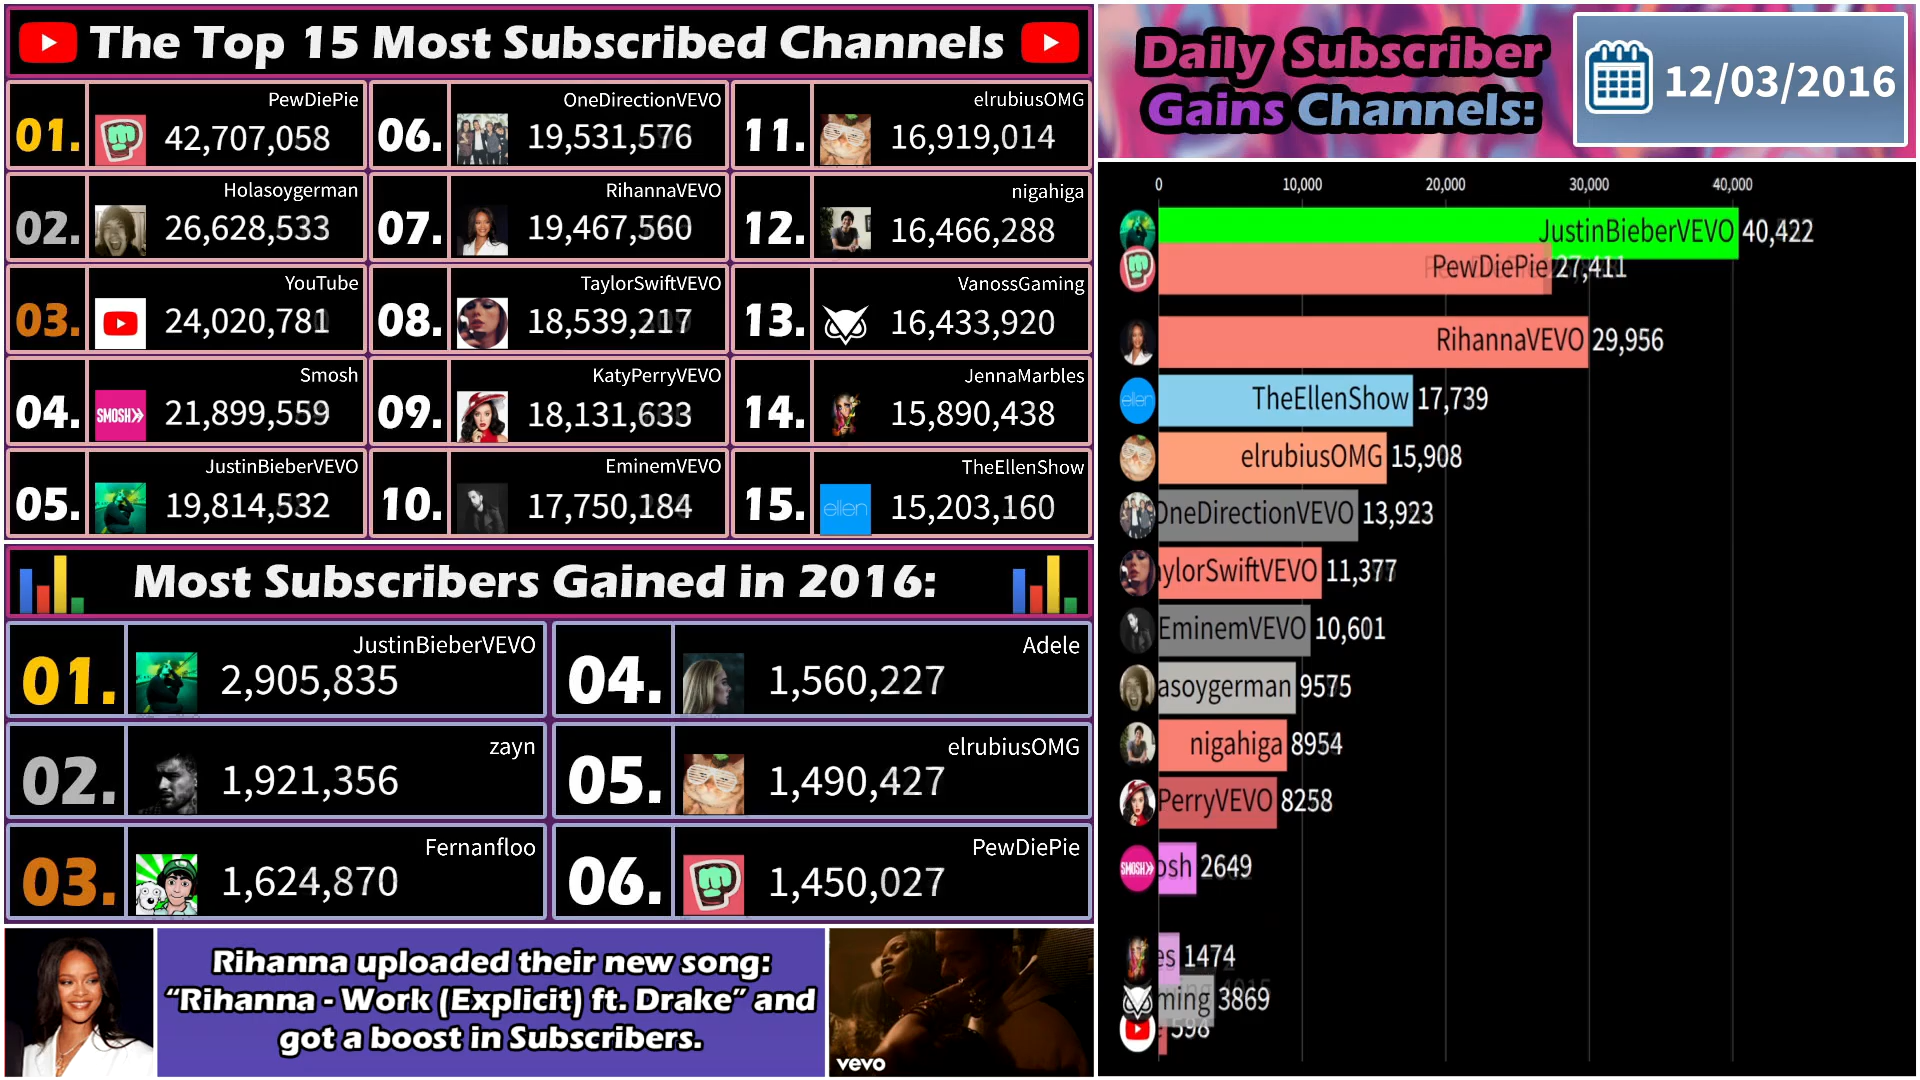 The Top 15 Most Subscribed Channels
01.
PewDiePie
42,707,058
02.
Holasoygerman
26,628,533
03.
YouTube
24,020,781
04.
SMOSH
Smosh
21,899,559
05.
JustinBieberVEVO
19,814,532
06.
OneDirectionVEVO
19,531,576
07.
RihannaVEVO
19,467,560
08.
TaylorSwiftVEVO
18,539,217
09.
KatyPerryVEVO
18,131,633
10.
EminemVEVO
17,750,184
11.
elrubiusOMG
16,919,014
12.
nigahiga
16,466,288
13.
VanossGaming
16,433,920
14.
JennaMarbles
15,890,438
15.
ellen
TheEllenShow
15,203,160
Most Subscribers Gained in 2016:
01.
JustinBieberVEVO
2,905,835
02.
zayn
1,921,356
03.
Fernanfloo
1,624,870
04.
Adele
1,560,227
05.
elrubiusOMG
1,490,427
06.
PewDiePie
1,450,027
Rihanna uploaded their new song:
“Rihanna - Work (Explicit) ft. Drake” and
got a boost in Subscribers.
vevo
Daily Subscriber
Gains Channels:
12/03/2016
0 10,000 20,000 30,000 40,000
JustinBieberVEVO 40,422
PewDiePie 27,411
RihannaVEVO 29,956
ellen TheEllenShow 17,739
elrubiusOMG 15,908
OneDirectionVEVO 13,923
ylorSwiftVEVO 11,377
EminemVEVO 10,601
asoygerman 9575
nigahiga 8954
PerryVEVO 8258
SMOSH osh 2649
es 1474
ming 3869